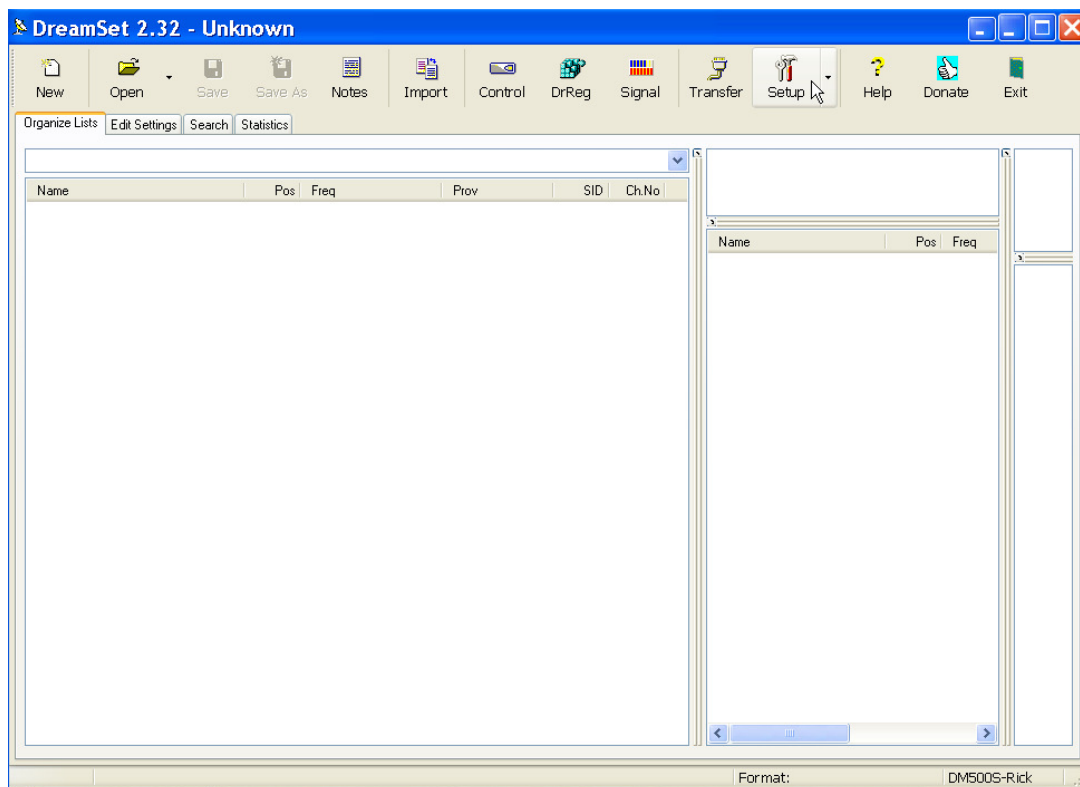 DreamSet 2.32 - Unknown
New Open Save Save As Notes Import Control DrReg Signal Transfer Setup Help Donate Exit
Organize Lists Edit Settings Search Statistics
Name Pos Freq Prov SID Ch.No
Name Pos Freq
Format: DM500S-Rick